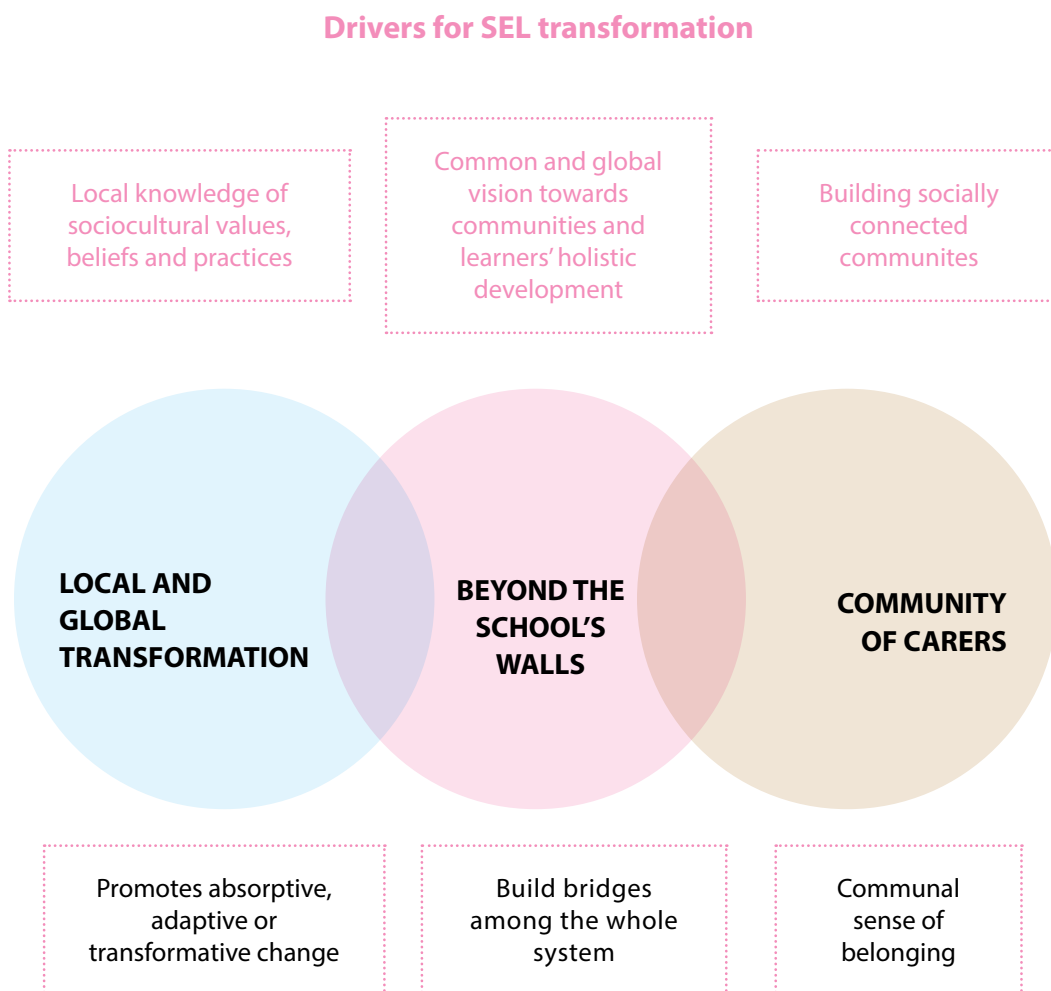 Drivers for SEL transformation
Local knowledge of
sociocultural values,
beliefs and practices
Common and global
vision towards
communities and
learners’ holistic
development
Building socially
connected
communites
LOCAL AND
GLOBAL
TRANSFORMATION
BEYOND THE
SCHOOL’S
WALLS
COMMUNITY
OF CARERS
Promotes absorptive,
adaptive or
transformative change
Build bridges
among the whole
system
Communal
sense of
belonging